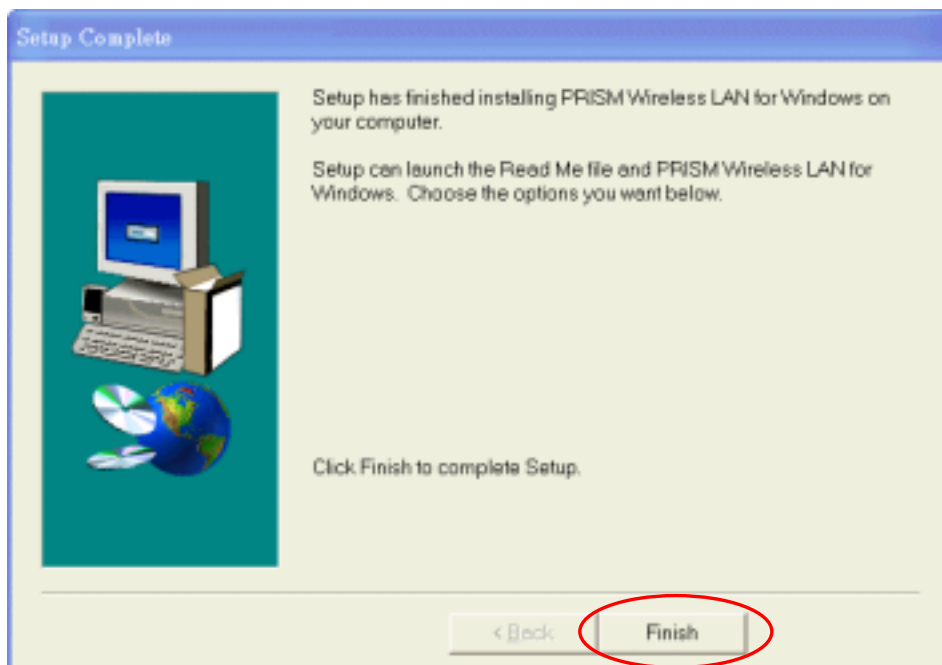 Setup Complete
Setup has finished installing PRISM Wireless LAN for Windows on
your computer.
Setup can launch the Read Me file and PRISM Wireless LAN for
Windows. Choose the options you want below.
Click Finish to complete Setup.
< Back
Finish